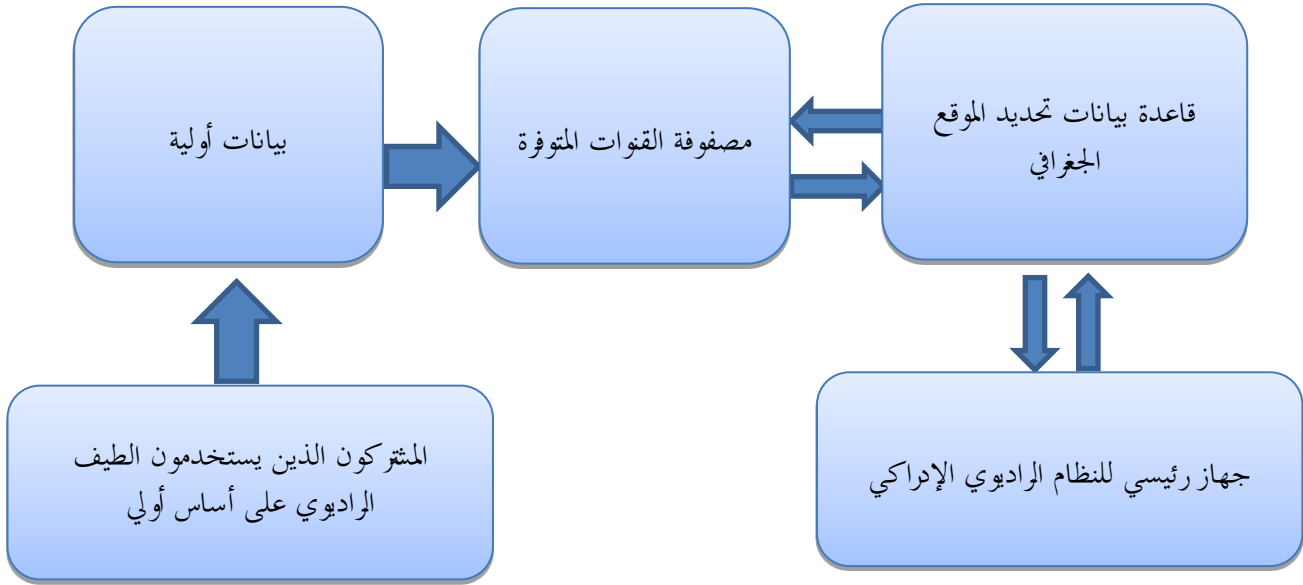 قاعدة بيانات تحديد الموقع
الجغرافي
مصفوفة القنوات المتوفرة
بيانات أولية
جهاز رئيسي للنظام الراديوي الإدراكي
المشتركون الذين يستخدمون الطيف
الراديوي على أساس أولي